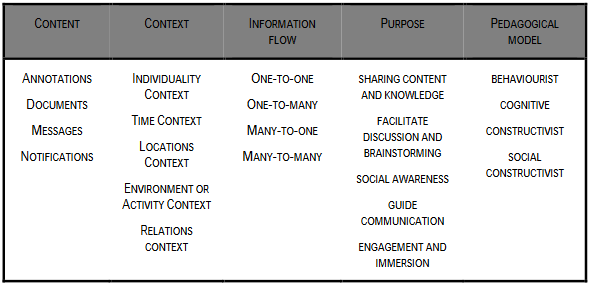 CONTENT
CONTEXT
INFORMATION
FLOW
PURPOSE
PEDAGOGICAL
MODEL
ANNOTATIONS
DOCUMENTS
MESSAGES
NOTIFICATIONS
INDIVIDUALITY
CONTEXT
TIME CONTEXT
LOCATIONS
CONTEXT
ENVIRONMENT OR
ACTIVITY CONTEXT
RELATIONS
CONTEXT
ONE-TO-ONE
ONE-TO-MANY
MANY-TO-ONE
MANY-TO-MANY
SHARING CONTENT
AND KNOWLEDGE
FACILITATE
DISCUSSION AND
BRAINSTORMING
SOCIAL AWARENESS
GUIDE
COMMUNICATION
ENGAGEMENT AND
IMMERSION
BEHAVIOURIST
COGNITIVE
CONSTRUCTIVIST
SOCIAL
CONSTRUCTIVIST